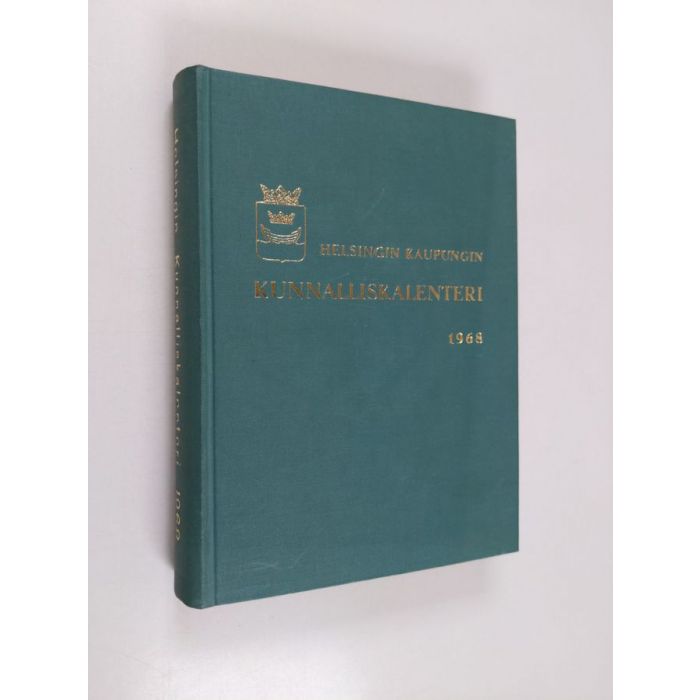 HELSINGIN KAUPUNGIN
KUNNALLISKALENTERI
1968
Helsingin Kunnalliskalenteri 1968